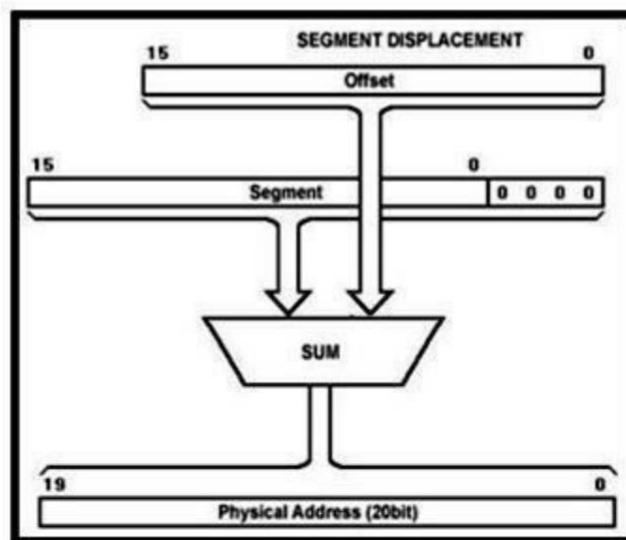 SEGMENT DISPLACEMENT
15 0
Offset
15 0
Segment 0 0 0 0
SUM
19 0
Physical Address (20bit)